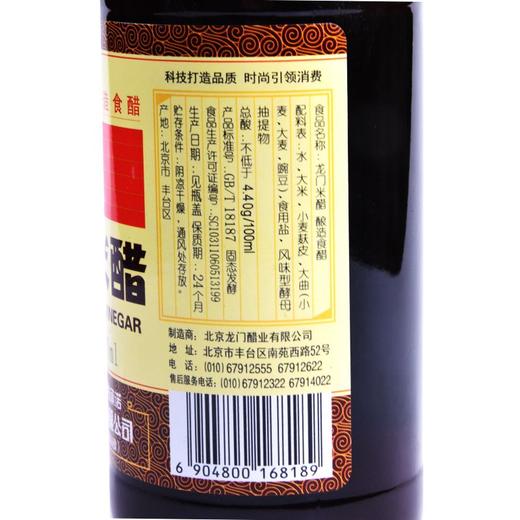 科技打造品质 时尚引领消费
食品名称：龙门米醋 酿造食醋
配料表：水、大米、小麦麸皮、大曲(小
麦、大麦、豌豆)、食用盐、风味型酵母
抽提物
总酸：不低于 4.40g/100ml
产品标准号：GB/T 18187 固态发酵
食品生产许可证编号：SC10311060513199
生产日期：见瓶盖 保质期：24个月
贮存条件：阴凉干燥，通风处存放。
产地：北京市 丰台区
制造商：北京龙门醋业有限公司
地 址：北京市丰台区南苑西路52号
电 话：(010) 67912555 67912622
售后服务电话：(010) 67912322 67914022
6 904800 168189
造食醋
醋
NEGAR
ml
公司